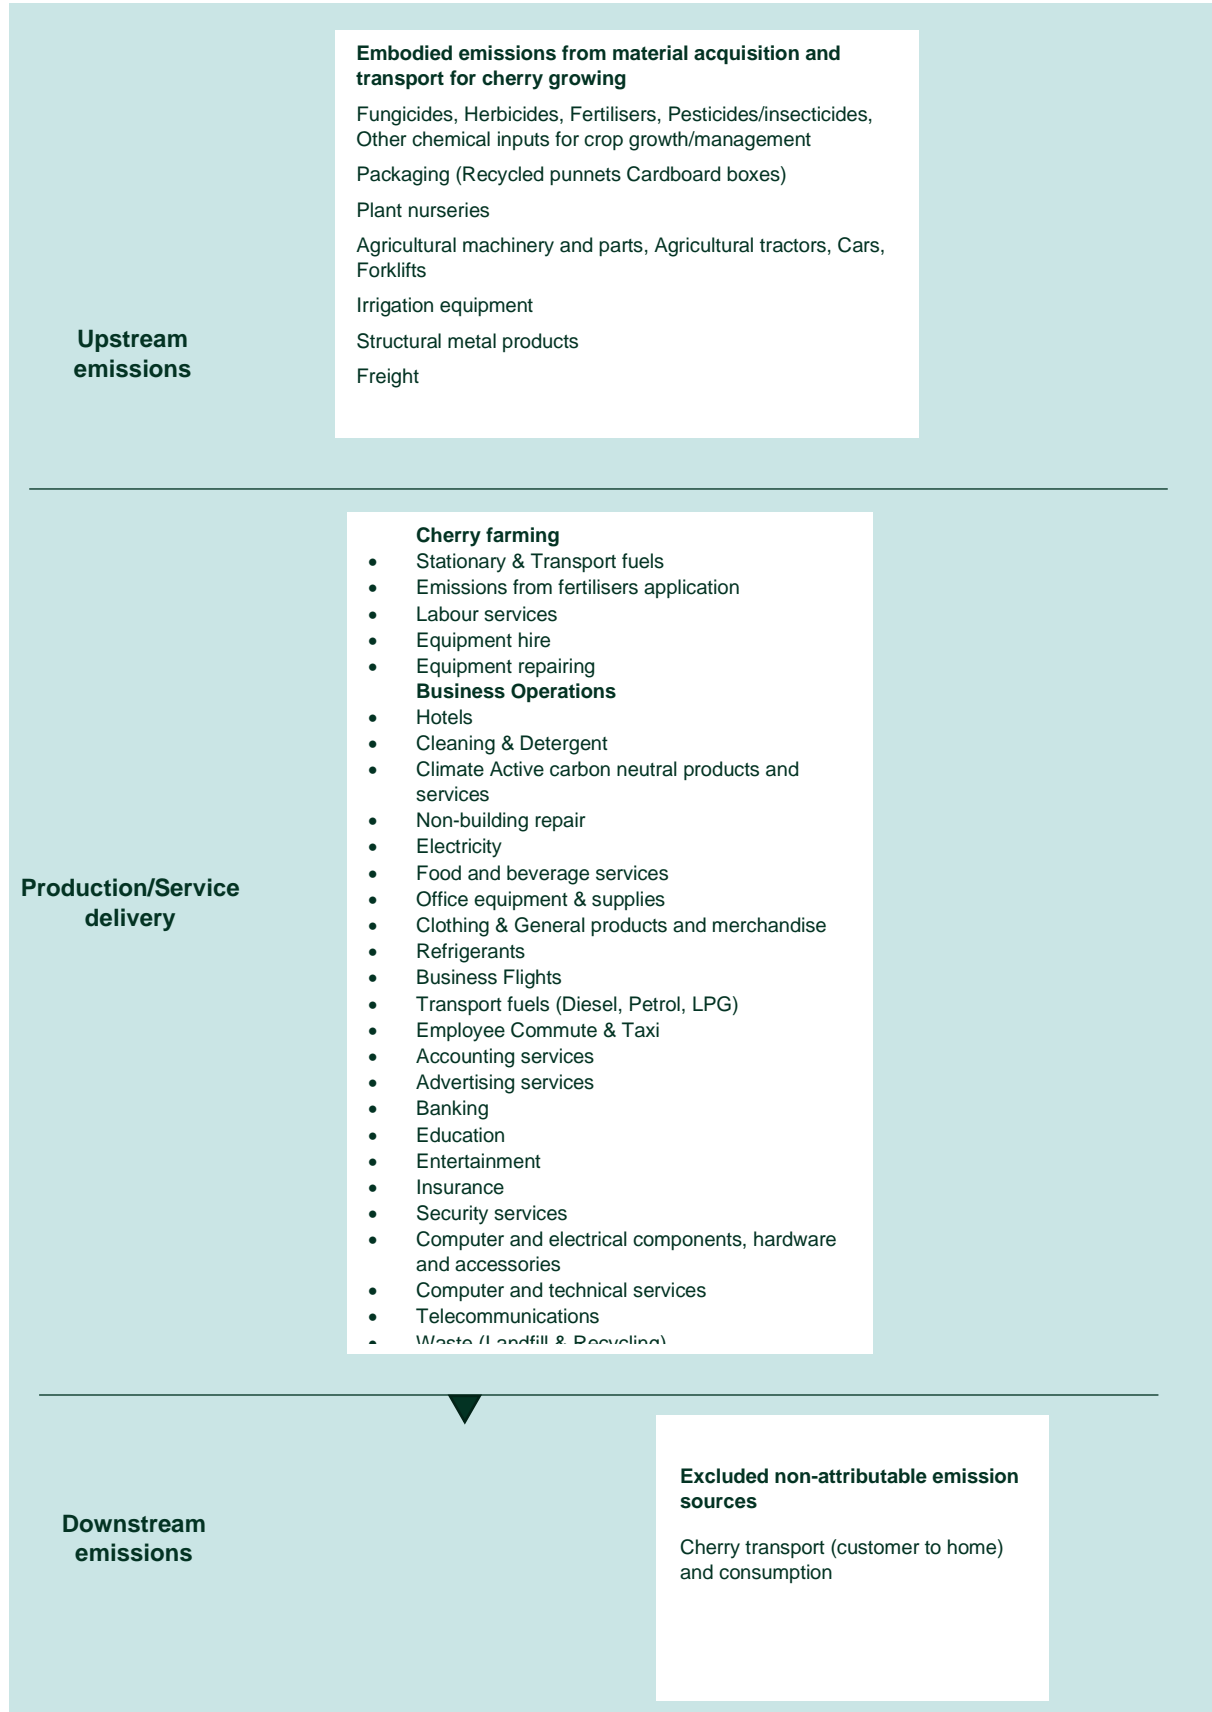 Embodied emissions from material acquisition and
transport for cherry growing
Fungicides, Herbicides, Fertilisers, Pesticides/insecticides,
Other chemical inputs for crop growth/management
Packaging (Recycled punnets Cardboard boxes)
Plant nurseries
Agricultural machinery and parts, Agricultural tractors, Cars,
Forklifts
Irrigation equipment
Structural metal products
Freight
Upstream
emissions
Cherry farming
• Stationary & Transport fuels
• Emissions from fertilisers application
• Labour services
• Equipment hire
• Equipment repairing
Business Operations
• Hotels
• Cleaning & Detergent
• Climate Active carbon neutral products and
services
• Non-building repair
• Electricity
• Food and beverage services
• Office equipment & supplies
• Clothing & General products and merchandise
• Refrigerants
• Business Flights
• Transport fuels (Diesel, Petrol, LPG)
• Employee Commute & Taxi
• Accounting services
• Advertising services
• Banking
• Education
• Entertainment
• Insurance
• Security services
• Computer and electrical components, hardware
and accessories
• Computer and technical services
• Telecommunications
• Waste (Landfill & Recycling)
Production/Service
delivery
Excluded non-attributable emission
sources
Cherry transport (customer to home)
and consumption
Downstream
emissions